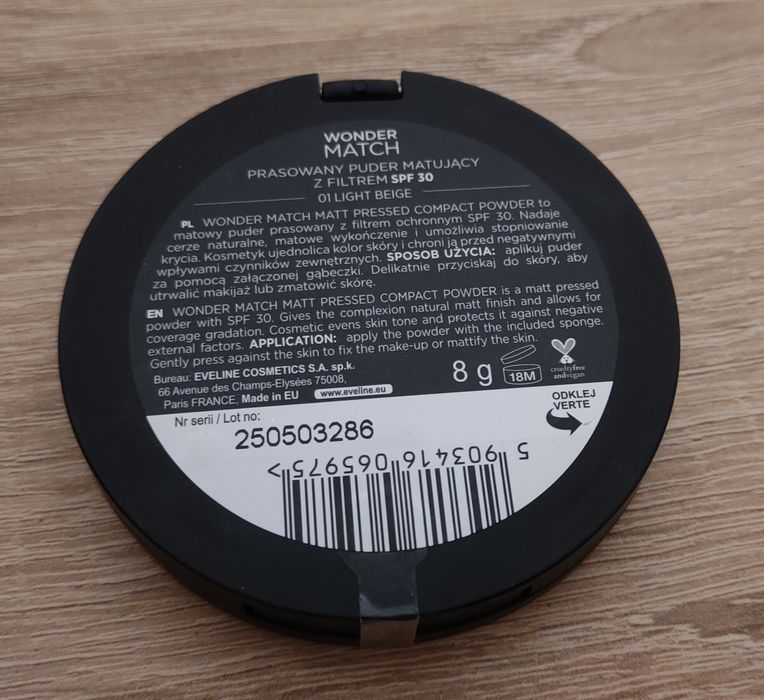 WONDER
MATCH
PRASOWANY PUDER MATUJĄCY
Z FILTREM SPF 30
01 LIGHT BEIGE
PL WONDER MATCH MATT PRESSED COMPACT POWDER to
matowy puder prasowany z filtrem ochronnym SPF 30. Nadaje
cerze naturalne, matowe wykończenie i umożliwia stopniowanie
krycia. Kosmetyk ujednolica kolor skóry i chroni ją przed negatywnymi
wpływami czynników zewnętrznych. SPOSOB UŻYCIA: aplikuj puder
za pomocą załączonej gąbeczki. Delikatnie przyciskaj do skóry, aby
utrwalić makijaż lub zmatowić skórę.
EN WONDER MATCH MATT PRESSED COMPACT POWDER is a matt pressed
powder with SPF 30. Gives the complexion natural matt finish and allows for
coverage gradation. Cosmetic evens skin tone and protects it against negative
external factors. APPLICATION: apply the powder with the included sponge.
Gently press against the skin to fix the make-up or mattify the skin.
Bureau: EVELINE COSMETICS S.A. sp.k.
66 Avenue des Champs-Elysées 75008,
Paris FRANCE, Made in EU www.eveline.eu
8 g
18M
crueltyfree
andvegan
ODKLEJ
VERTE
Nr serii / Lot no:
250503286
5 903416 065975 >